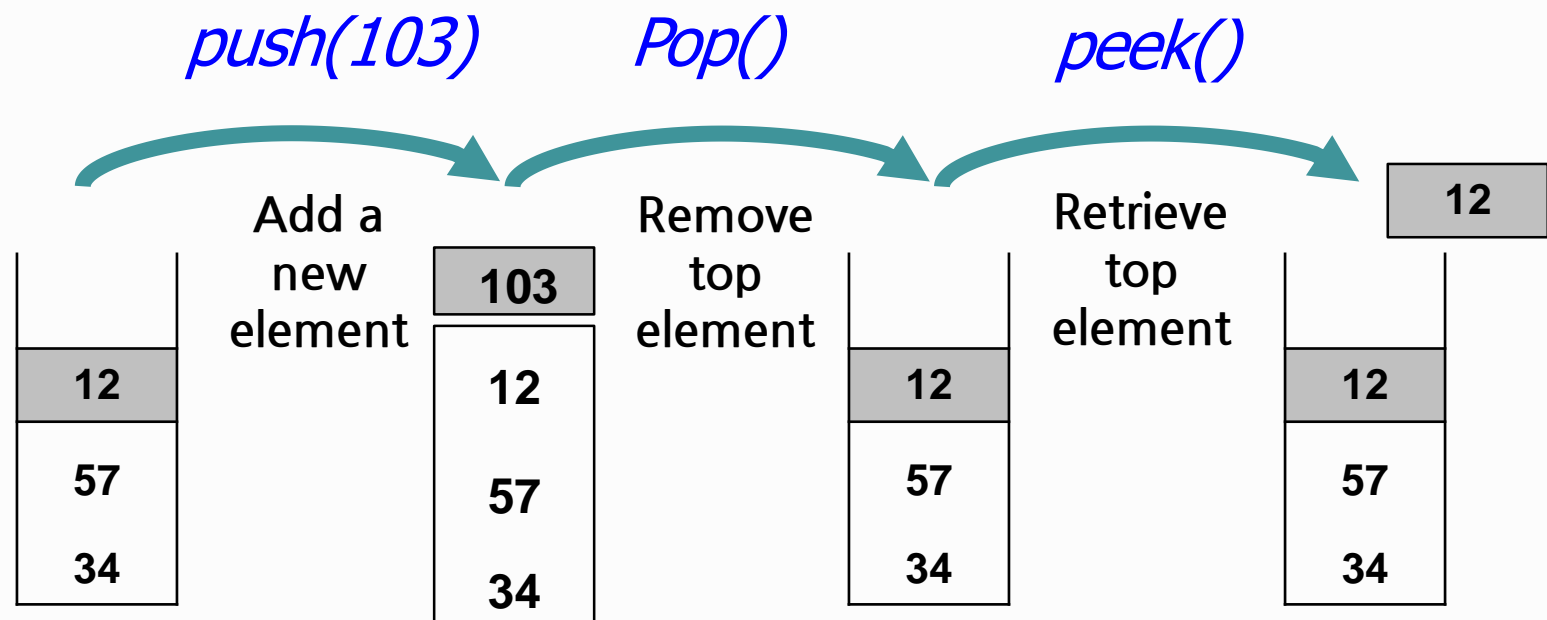 push(103)
Pop()
peek()
Add a
new
element
Remove
top
element
Retrieve
top
element
12
57
34
103
12
57
34
12
57
34
12
12
57
34